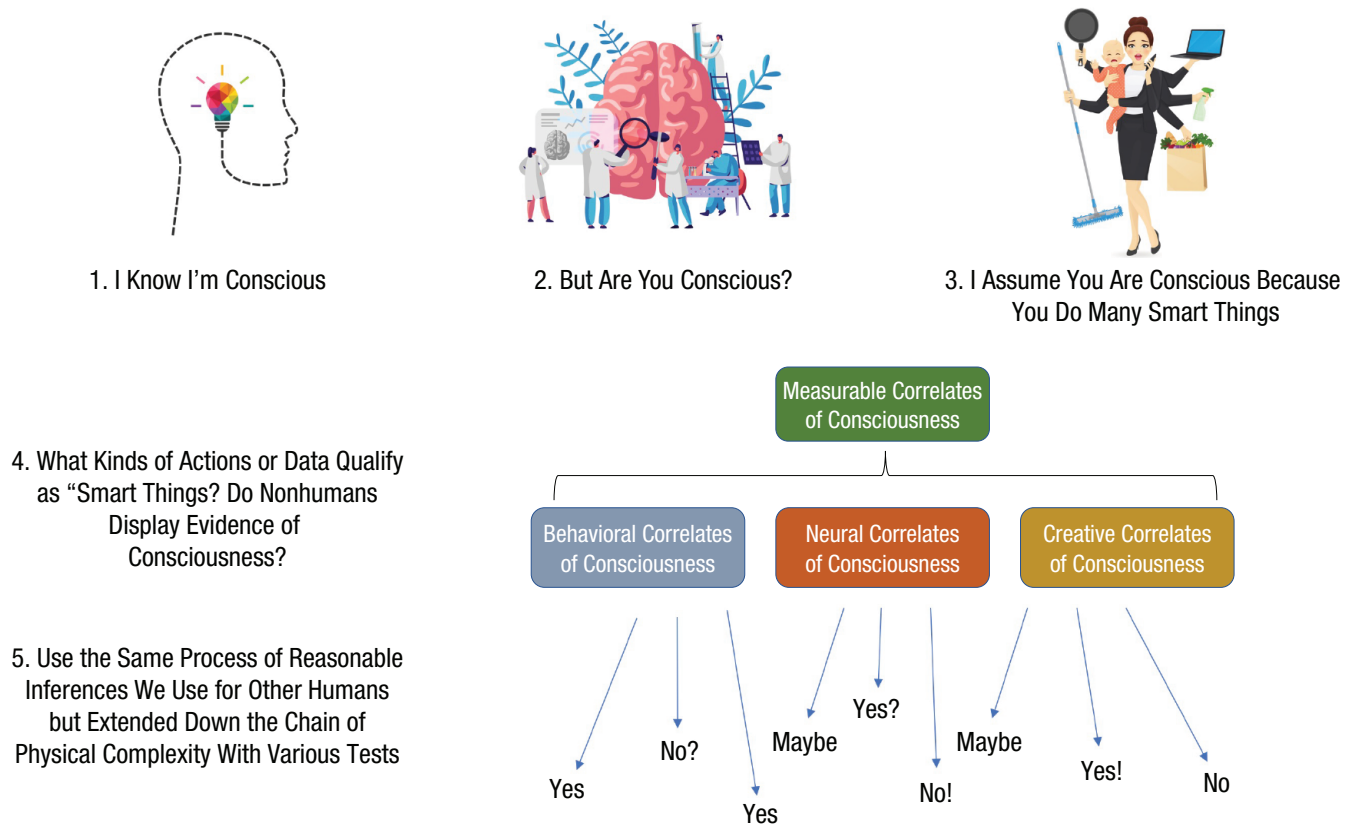 1. I Know I’m Conscious
2. But Are You Conscious?
3. I Assume You Are Conscious Because
You Do Many Smart Things
Measurable Correlates
of Consciousness
4. What Kinds of Actions or Data Qualify
as “Smart Things? Do Nonhumans
Display Evidence of
Consciousness?
Behavioral Correlates
of Consciousness
Neural Correlates
of Consciousness
Creative Correlates
of Consciousness
5. Use the Same Process of Reasonable
Inferences We Use for Other Humans
but Extended Down the Chain of
Physical Complexity With Various Tests
Yes
No?
Yes
Maybe
Yes?
No!
Maybe
Yes!
No